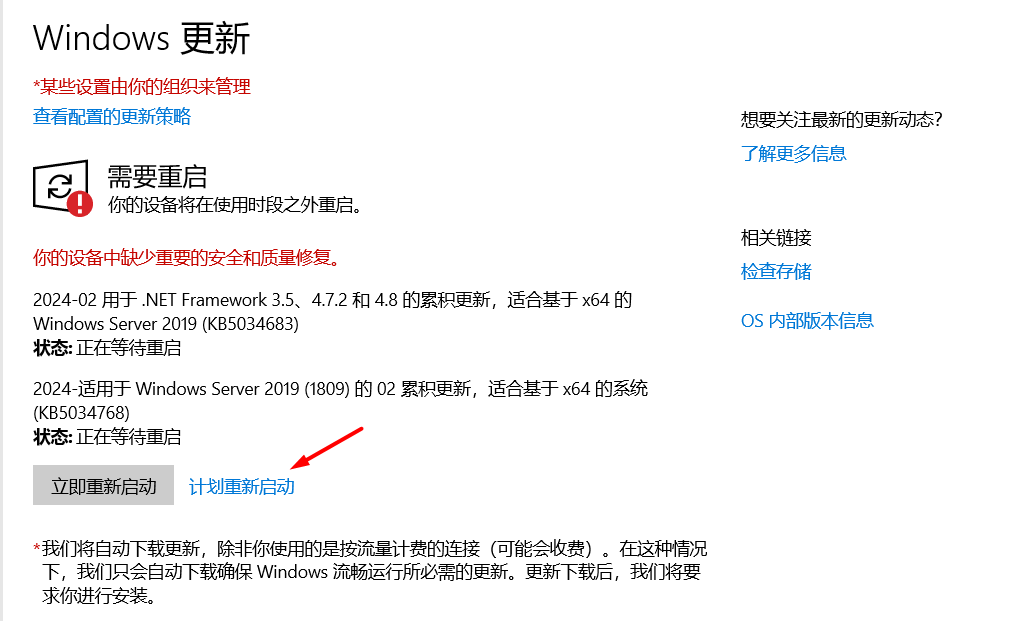 Windows 更新
*某些设置由你的组织来管理
查看配置的更新策略
需要重启
你的设备将在使用时段之外重启。
你的设备中缺少重要的安全和质量修复。
2024-02 用于 .NET Framework 3.5、4.7.2 和 4.8 的累积更新，适合基于 x64 的
Windows Server 2019 (KB5034683)
状态: 正在等待重启
2024-适用于 Windows Server 2019 (1809) 的 02 累积更新，适合基于 x64 的系统
(KB5034768)
状态: 正在等待重启
立即重新启动 计划重新启动
*我们将自动下载更新，除非你使用的是按流量计费的连接（可能会收费）。在这种情况
下，我们只会自动下载确保 Windows 流畅运行所必需的更新。更新下载后，我们将要
求你进行安装。
想要关注最新的更新动态?
了解更多信息
相关链接
检查存储
OS 内部版本信息